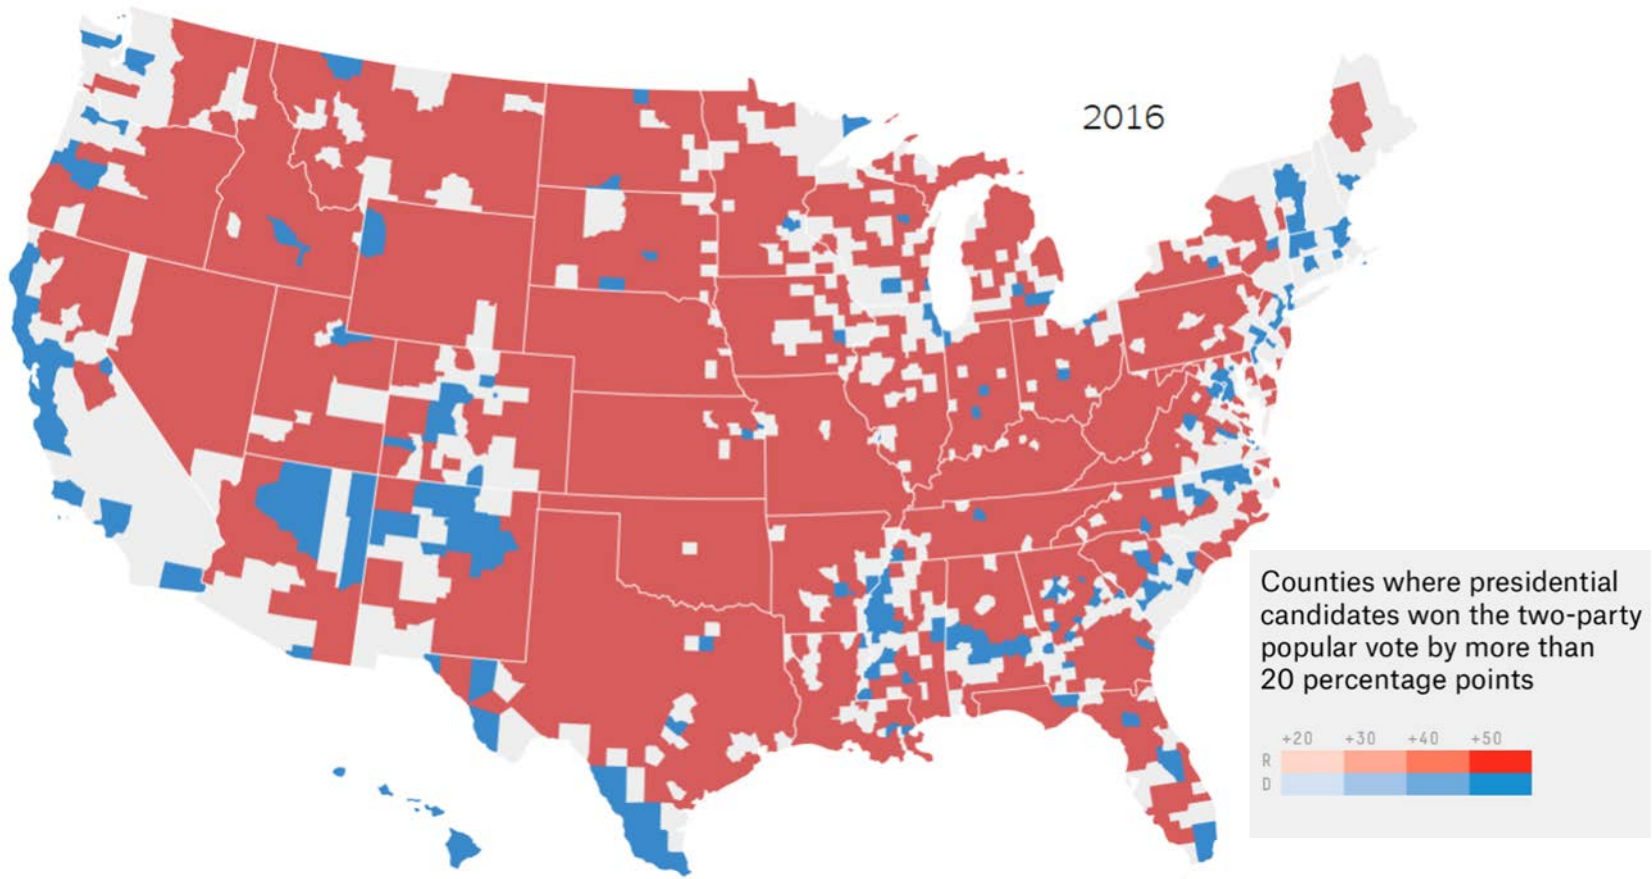 2016
Counties where presidential
candidates won the two-party
popular vote by more than
20 percentage points
+20 +30 +40 +50
R
D